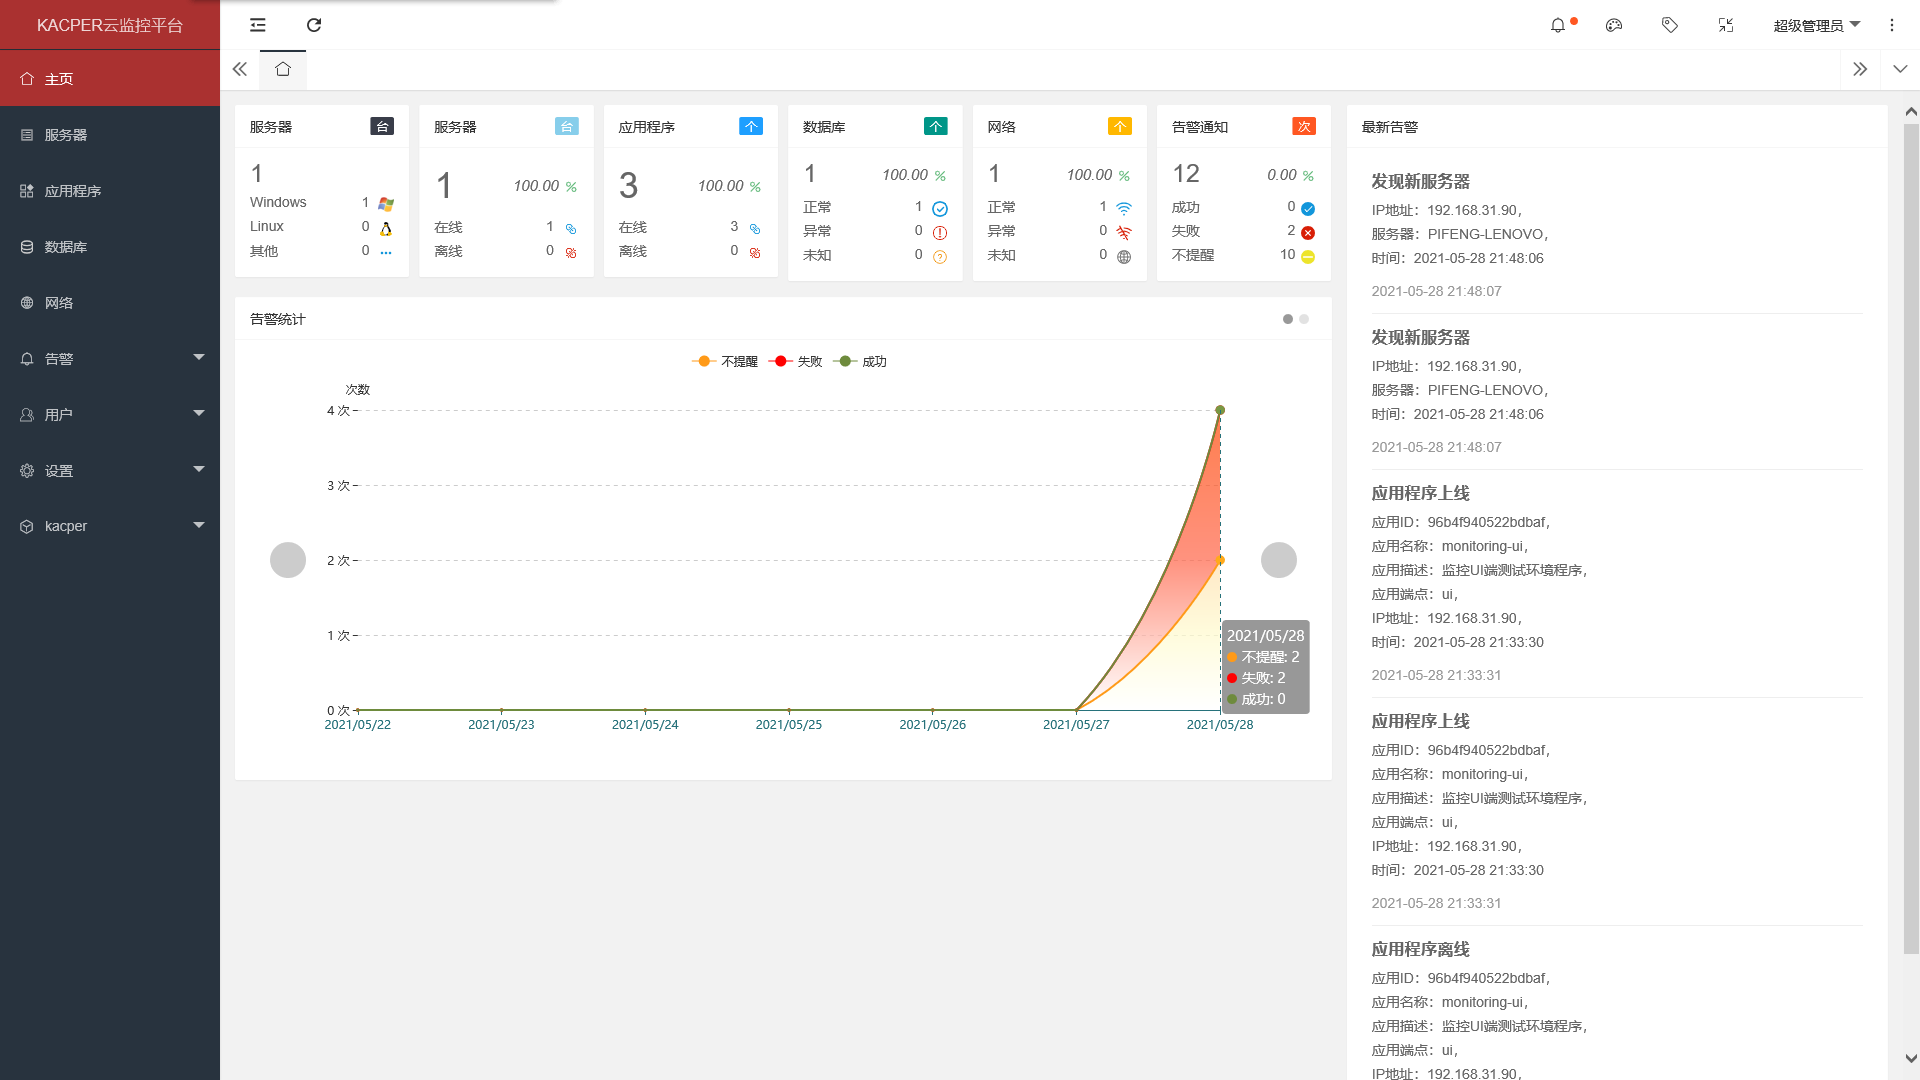 KACPER云监控平台
超级管理员
主页
服务器
应用程序
数据库
网络
告警
用户
设置
kacper
服务器 台
1
Windows 1
Linux 0
其他 0
服务器 台
1 100.00 %
在线 1
离线 0
应用程序 个
3 100.00 %
在线 3
离线 0
数据库 个
1 100.00 %
正常 1
异常 0
未知 0
网络 个
1 100.00 %
正常 1
异常 0
未知 0
告警通知 次
12 0.00 %
成功 0
失败 2
不提醒 10
告警统计
不提醒 失败 成功
次数
4 次
3 次
2 次
1 次
0 次
2021/05/22 2021/05/23 2021/05/24 2021/05/25 2021/05/26 2021/05/27 2021/05/28
2021/05/28
不提醒: 2
失败: 2
成功: 0
最新告警
发现新服务器
IP地址：192.168.31.90，
服务器：PIFENG-LENOVO，
时间：2021-05-28 21:48:06
2021-05-28 21:48:07
发现新服务器
IP地址：192.168.31.90，
服务器：PIFENG-LENOVO，
时间：2021-05-28 21:48:06
2021-05-28 21:48:07
应用程序上线
应用ID：96b4f940522bdbaf，
应用名称：monitoring-ui，
应用描述：监控UI端测试环境程序，
应用端点：ui，
IP地址：192.168.31.90，
时间：2021-05-28 21:33:30
2021-05-28 21:33:31
应用程序上线
应用ID：96b4f940522bdbaf，
应用名称：monitoring-ui，
应用描述：监控UI端测试环境程序，
应用端点：ui，
IP地址：192.168.31.90，
时间：2021-05-28 21:33:30
2021-05-28 21:33:31
应用程序离线
应用ID：96b4f940522bdbaf，
应用名称：monitoring-ui，
应用描述：监控UI端测试环境程序，
应用端点：ui，
IP地址：192.168.31.90，